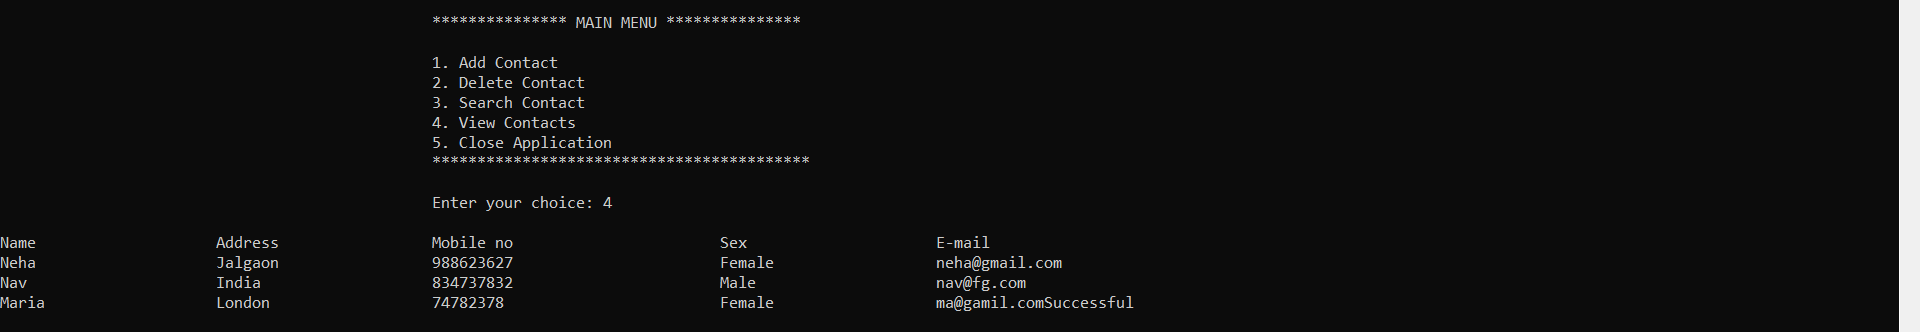 *************** MAIN MENU ***************
1. Add Contact
2. Delete Contact
3. Search Contact
4. View Contacts
5. Close Application
******************************************
Enter your choice: 4
Name Address Mobile no Sex E-mail
Neha Jalgaon 988623627 Female neha@gmail.com
Nav India 834737832 Male nav@fg.com
Maria London 74782378 Female ma@gamil.comSuccessful